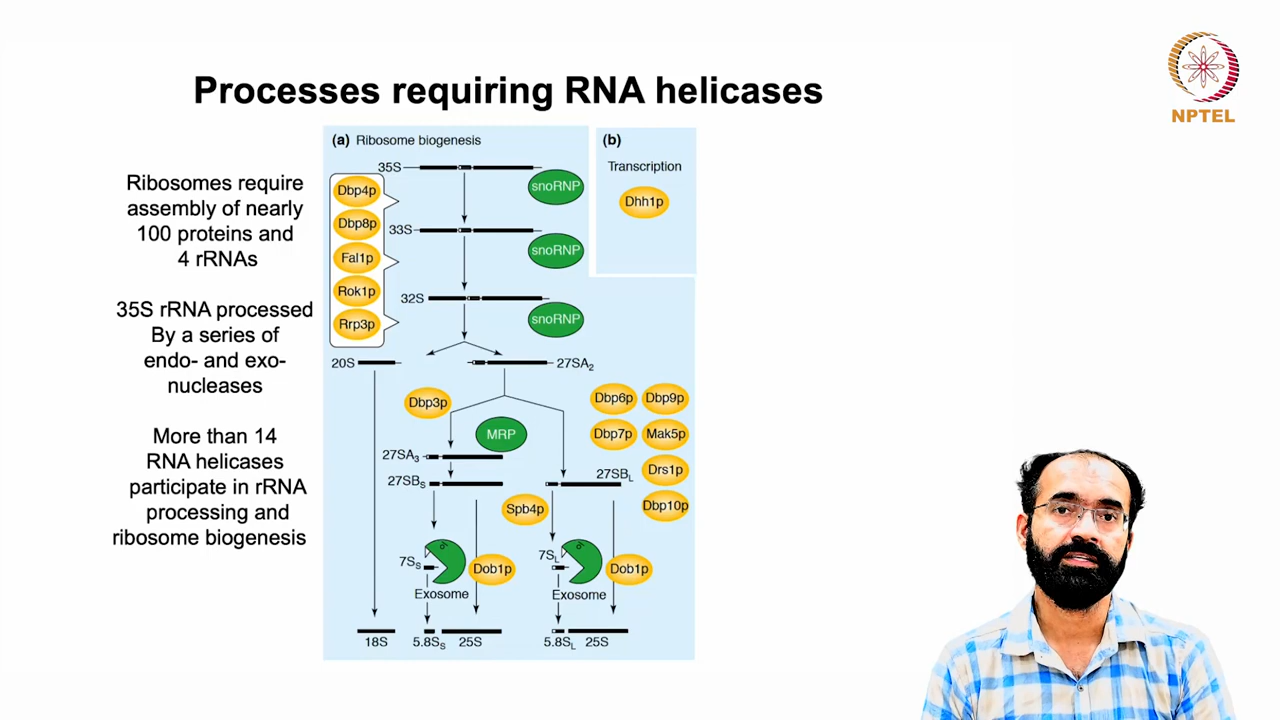 Processes requiring RNA helicases
NPTEL
Ribosomes require
assembly of nearly
100 proteins and
4 rRNAs
35S rRNA processed
By a series of
endo- and exo-
nucleases
More than 14
RNA helicases
participate in rRNA
processing and
ribosome biogenesis
(a) Ribosome biogenesis
35S
snoRNP
Dbp4p
Dbp8p
33S
snoRNP
Fal1p
Rok1p
32S
snoRNP
Rrp3p
20S
27SA2
Dbp3p
Dbp6p
Dbp9p
MRP
Dbp7p
Mak5p
27SA3
Drs1p
27SBS
27SBL
Spb4p
Dbp10p
7SS
Dob1p
7SL
Dob1p
Exosome
Exosome
18S
5.8SS
25S
5.8SL
25S
(b)
Transcription
Dhh1p